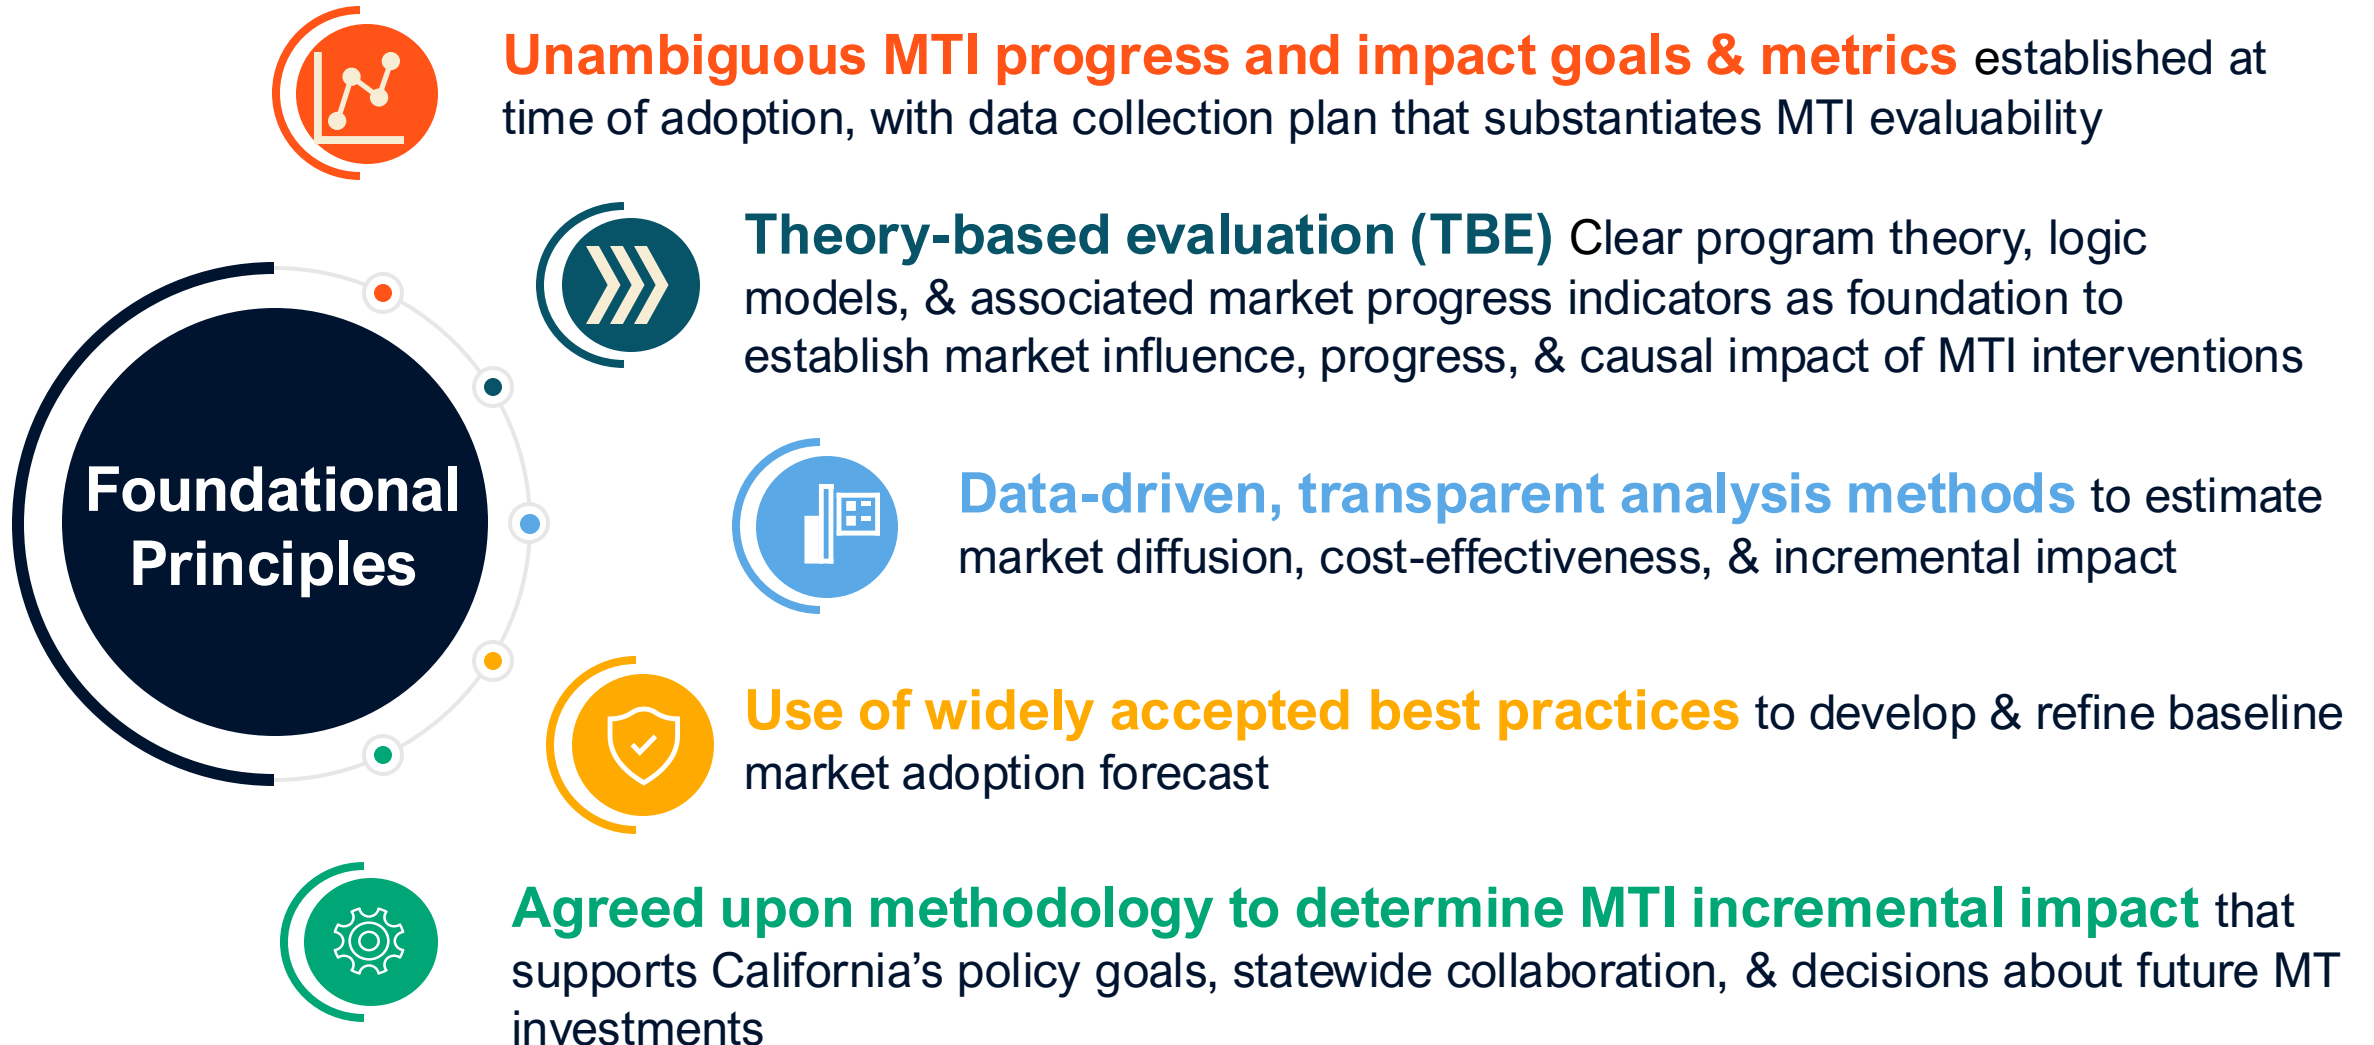 Unambiguous MTI progress and impact goals & metrics established at
time of adoption, with data collection plan that substantiates MTI evaluability
Theory-based evaluation (TBE) Clear program theory, logic
models, & associated market progress indicators as foundation to
establish market influence, progress, & causal impact of MTI interventions
Foundational
Principles
Data-driven, transparent analysis methods to estimate
market diffusion, cost-effectiveness, & incremental impact
Use of widely accepted best practices to develop & refine baseline
market adoption forecast
Agreed upon methodology to determine MTI incremental impact that
supports California’s policy goals, statewide collaboration, & decisions about future MT
investments